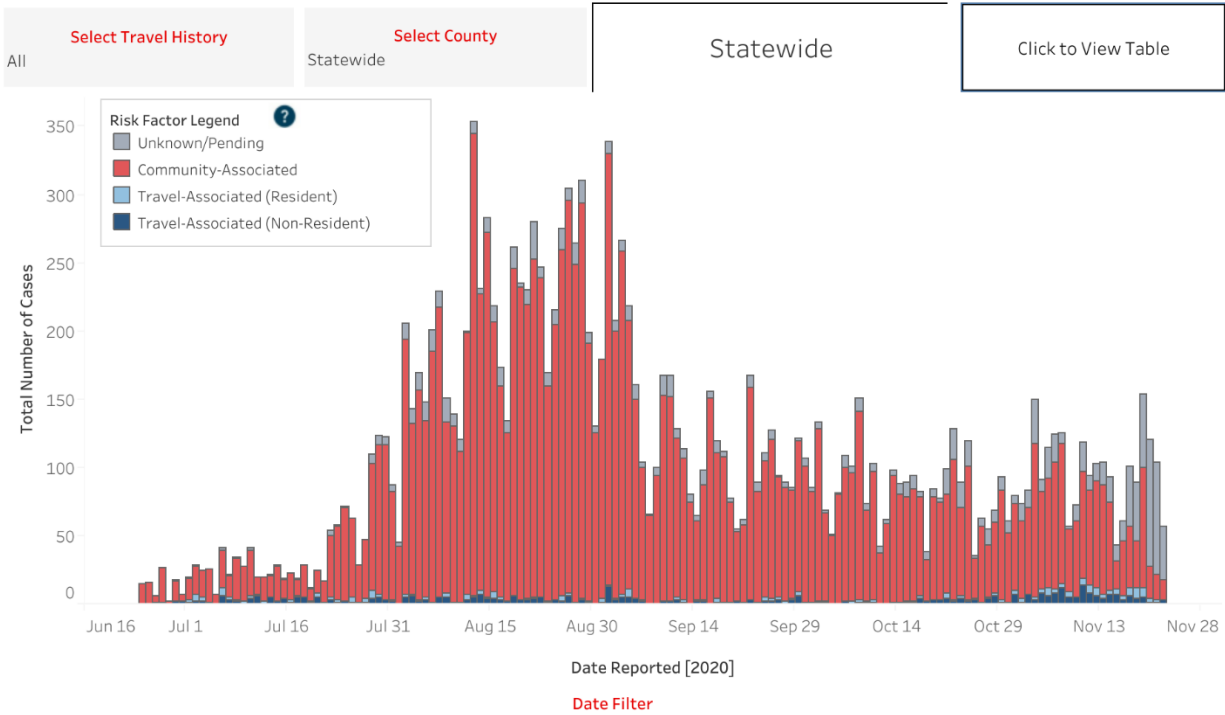 Select Travel History
All
Select County
Statewide
Statewide
Click to View Table
Risk Factor Legend ?
Unknown/Pending
Community-Associated
Travel-Associated (Resident)
Travel-Associated (Non-Resident)
Total Number of Cases
350
300
250
200
150
100
50
0
Jun 16 Jul 1 Jul 16 Jul 31 Aug 15 Aug 30 Sep 14 Sep 29 Oct 14 Oct 29 Nov 13 Nov 28
Date Reported [2020]
Date Filter